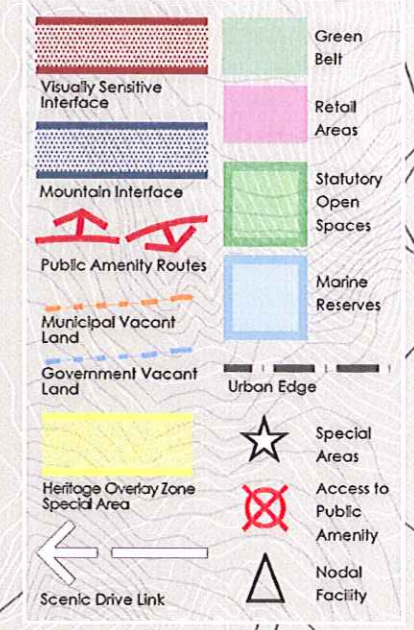 Visually Sensitive
Interface
Mountain Interface
Public Amenity Routes
Municipal Vacant
Land
Government Vacant
Land
Heritage Overlay Zone
Special Area
Scenic Drive Link
Green
Belt
Retail
Areas
Statutory
Open
Spaces
Marine
Reserves
Urban Edge
Special
Areas
Access to
Public
Amenity
Nodal
Facility